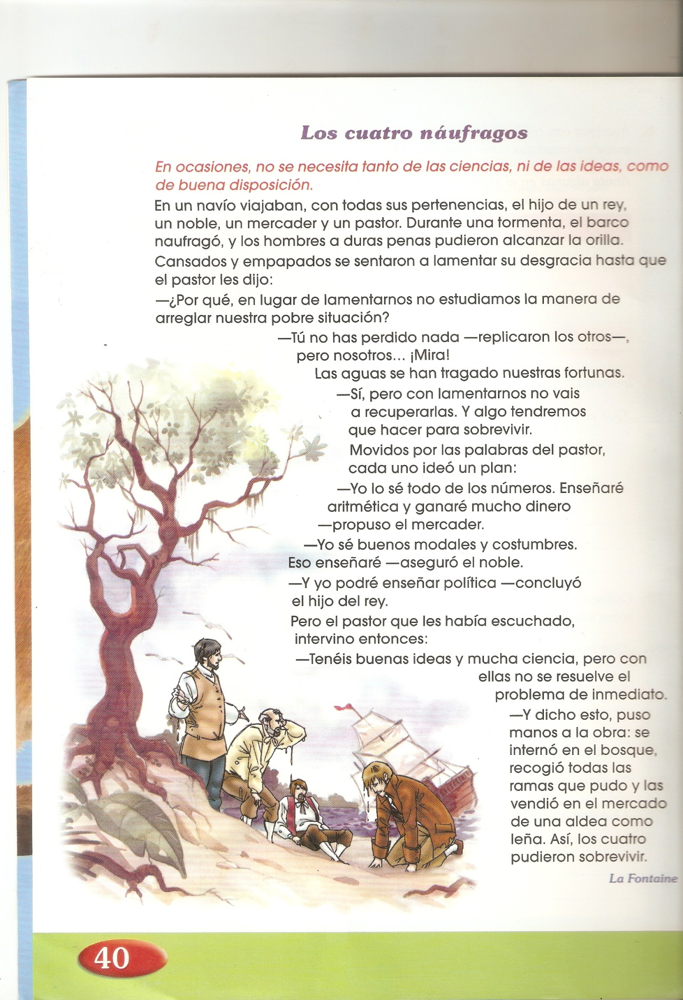 Los cuatro náufragos
En ocasiones, no se necesita tanto de las ciencias, ni de las ideas, como
de buena disposición.
En un navío viajaban, con todas sus pertenencias, el hijo de un rey,
un noble, un mercader y un pastor. Durante una tormenta, el barco
naufragó, y los hombres a duras penas pudieron alcanzar la orilla.
Cansados y empapados se sentaron a lamentar su desgracia hasta que
el pastor les dijo:
—¿Por qué, en lugar de lamentarnos no estudiamos la manera de
arreglar nuestra pobre situación?
—Tú no has perdido nada —replicaron los otros—,
pero nosotros... ¡Mira!
Las aguas se han tragado nuestras fortunas.
—Sí, pero con lamentarnos no vais
a recuperarlas. Y algo tendremos
que hacer para sobrevivir.
Movidos por las palabras del pastor,
cada uno ideó un plan:
—Yo lo sé todo de los números. Enseñaré
aritmética y ganaré mucho dinero
—propuso el mercader.
—Yo sé buenos modales y costumbres.
Eso enseñaré —aseguró el noble.
—Y yo podré enseñar política —concluyó
el hijo del rey.
Pero el pastor que les había escuchado,
intervino entonces:
—Tenéis buenas ideas y mucha ciencia, pero con
ellas no se resuelve el
problema de inmediato.
—Y dicho esto, puso
manos a la obra: se
internó en el bosque,
recogió todas las
ramas que pudo y las
vendió en el mercado
de una aldea como
leña. Así, los cuatro
pudieron sobrevivir.
La Fontaine
40